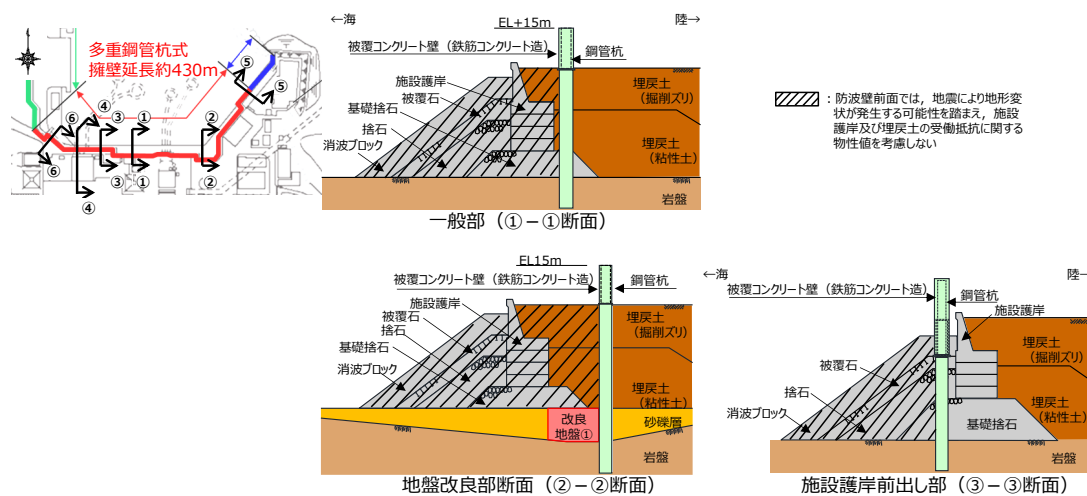 多重鋼管杭式
擁壁延長約430m
⑤
⑤
④
⑥
③
①
②
⑥
③
①
②
④
←海
陸→
EL+15m
被覆コンクリート壁（鉄筋コンクリート造）
鋼管杭
施設護岸
被覆石
基礎捨石
捨石
消波ブロック
埋戻土
（掘削ズリ）
埋戻土
（粘性土）
岩盤
一般部（①－①断面）
：防波壁前面では，地震により地形変
状が発生する可能性を踏まえ，施設
護岸及び埋戻土の受働抵抗に関する
物性値を考慮しない
EL15m
被覆コンクリート壁（鉄筋コンクリート造）
鋼管杭
施設護岸
被覆石
捨石
基礎捨石
消波ブロック
埋戻土
（掘削ズリ）
埋戻土
（粘性土）
改良
地盤①
砂礫層
岩盤
地盤改良部断面（②－②断面）
←海
陸→
被覆コンクリート壁（鉄筋コンクリート造）
鋼管杭
施設護岸
被覆石
捨石
消波ブロック
埋戻土
（掘削ズリ）
埋戻土
（粘性土）
基礎捨石
岩盤
施設護岸前出し部（③－③断面）